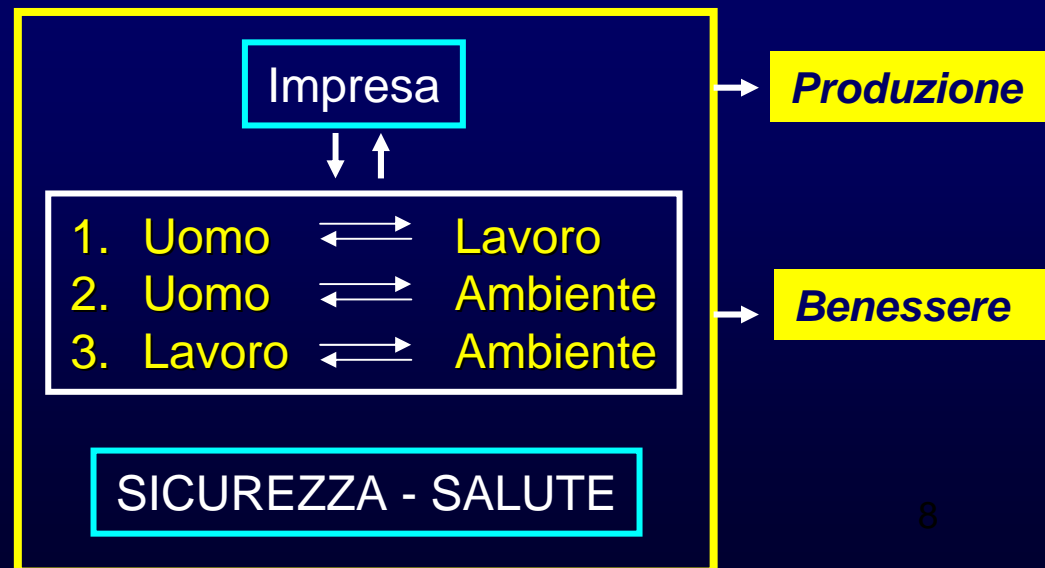 Impresa
Produzione
1. Uomo Lavoro
2. Uomo Ambiente
Benessere
3. Lavoro Ambiente
SICUREZZA - SALUTE
8